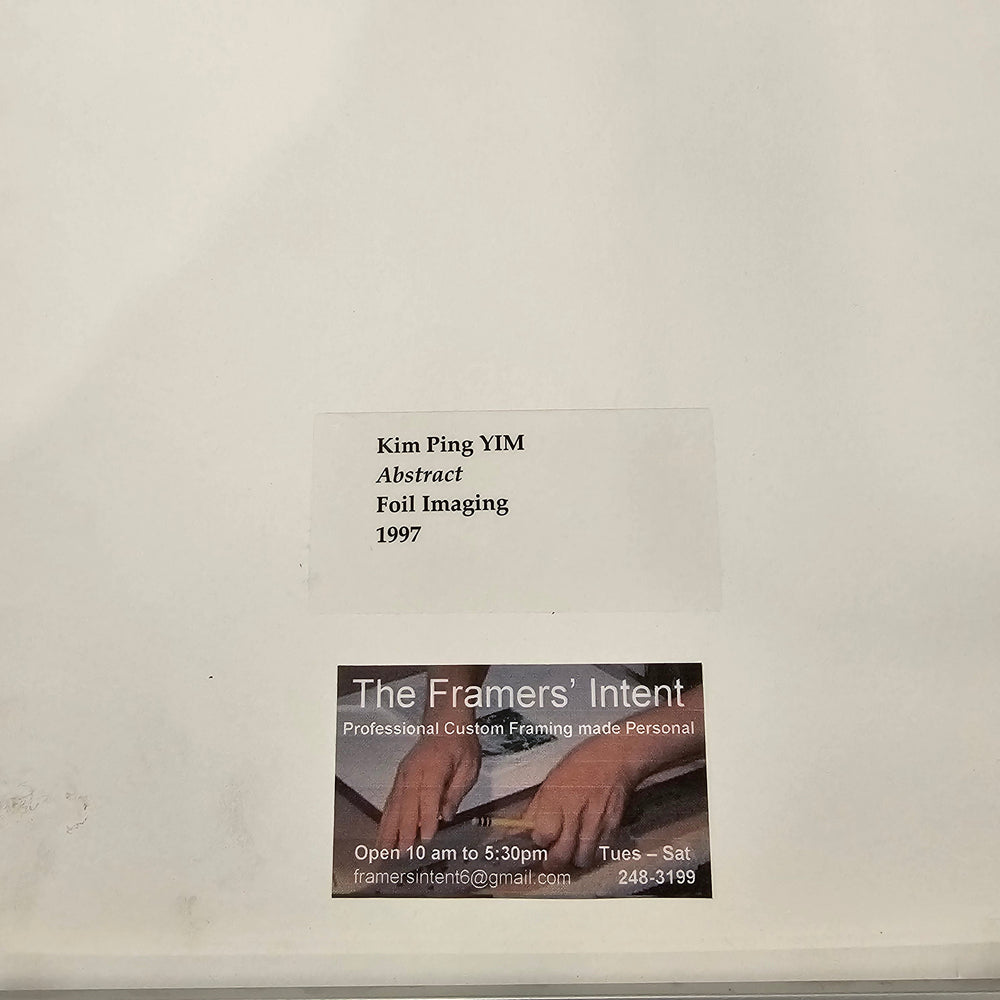 Kim Ping YIM
Abstract
Foil Imaging
1997
The Framers’ Intent
Professional Custom Framing made Personal
Open 10 am to 5:30pm Tues – Sat
framersintent6@gmail.com 248-3199